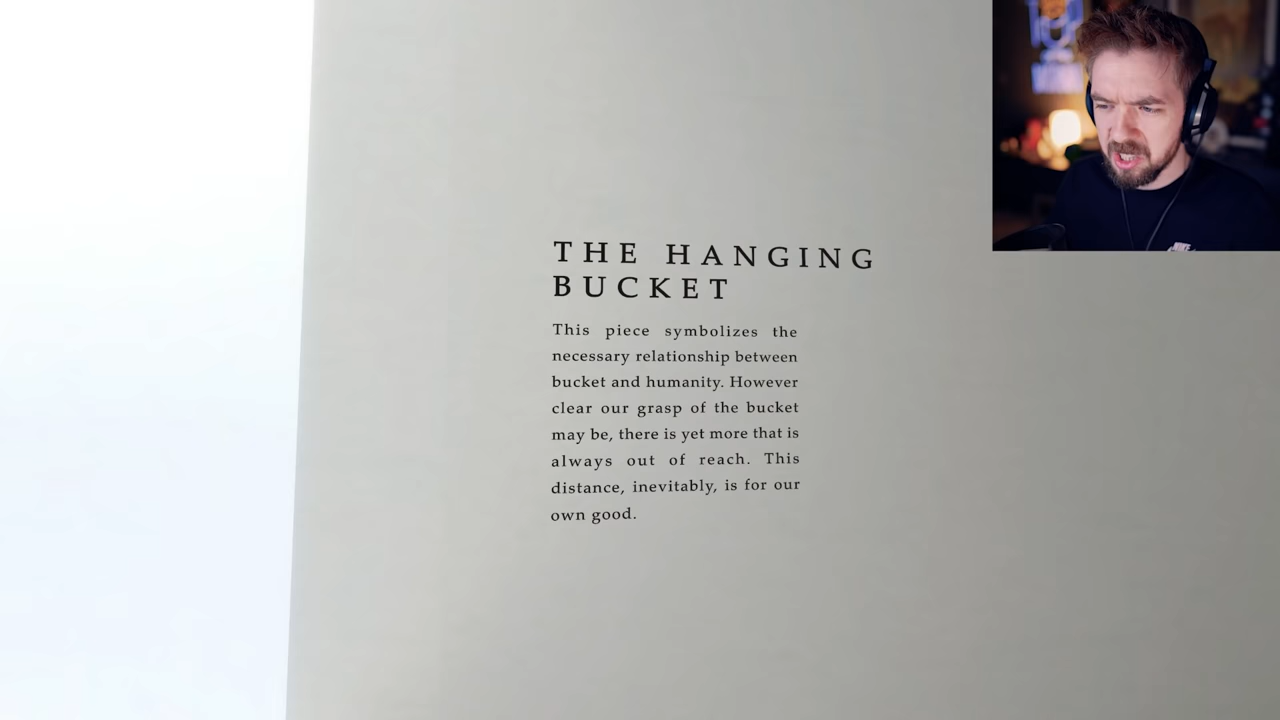 THE HANGING
BUCKET
This piece symbolizes the
necessary relationship between
bucket and humanity. However
clear our grasp of the bucket
may be, there is yet more that is
always out of reach. This
distance, inevitably, is for our
own good.